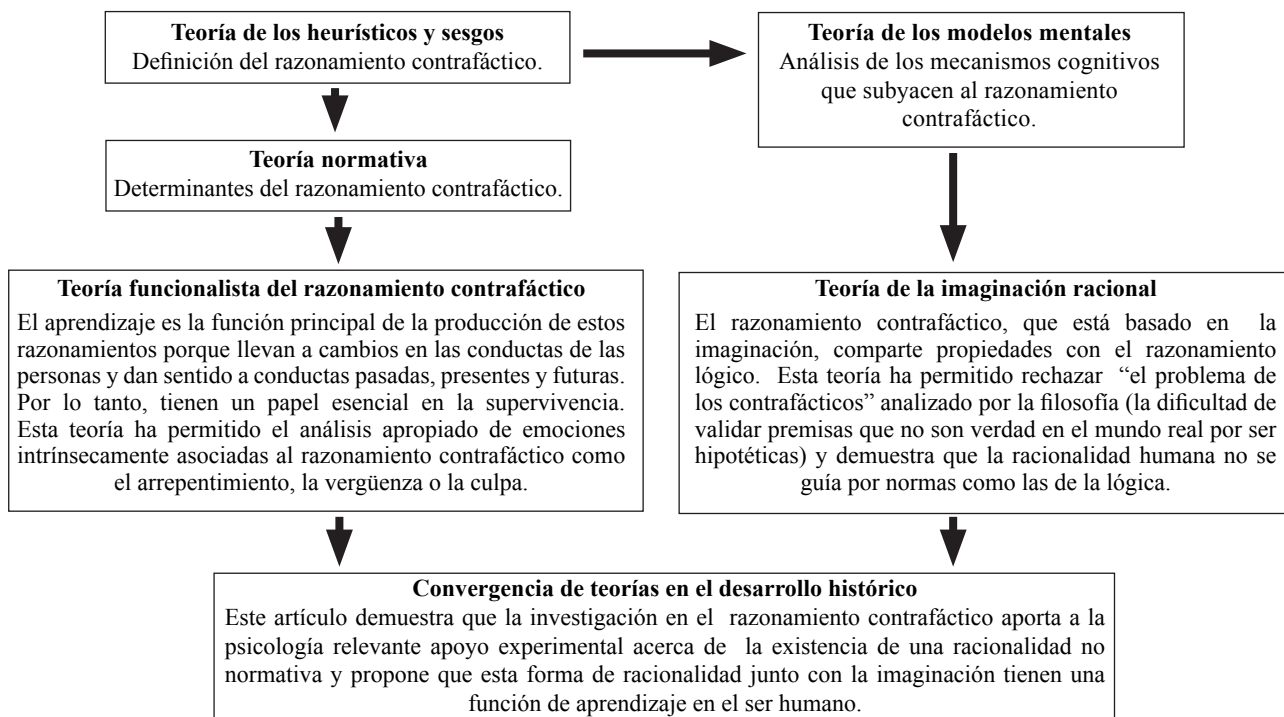 Teoría de los heurísticos y sesgos
Definición del razonamiento contrafáctico.
Teoría de los modelos mentales
Análisis de los mecanismos cognitivos
que subyacen al razonamiento
contrafáctico.
Teoría normativa
Determinantes del razonamiento contrafáctico.
Teoría funcionalista del razonamiento contrafáctico
El aprendizaje es la función principal de la producción de estos
razonamientos porque llevan a cambios en las conductas de las
personas y dan sentido a conductas pasadas, presentes y futuras.
Por lo tanto, tienen un papel esencial en la supervivencia.
Esta teoría ha permitido el análisis apropiado de emociones
intrínsecamente asociadas al razonamiento contrafáctico como
el arrepentimiento, la vergüenza o la culpa.
Teoría de la imaginación racional
El razonamiento contrafáctico, que está basado en la
imaginación, comparte propiedades con el razonamiento
lógico. Esta teoría ha permitido rechazar “el problema de
los contrafácticos” analizado por la filosofía (la dificultad de
validar premisas que no son verdad en el mundo real por ser
hipotéticas) y demuestra que la racionalidad humana no se
guía por normas como las de la lógica.
Convergencia de teorías en el desarrollo histórico
Este artículo demuestra que la investigación en el razonamiento contrafáctico aporta a la
psicología relevante apoyo experimental acerca de la existencia de una racionalidad no
normativa y propone que esta forma de racionalidad junto con la imaginación tienen una
función de aprendizaje en el ser humano.